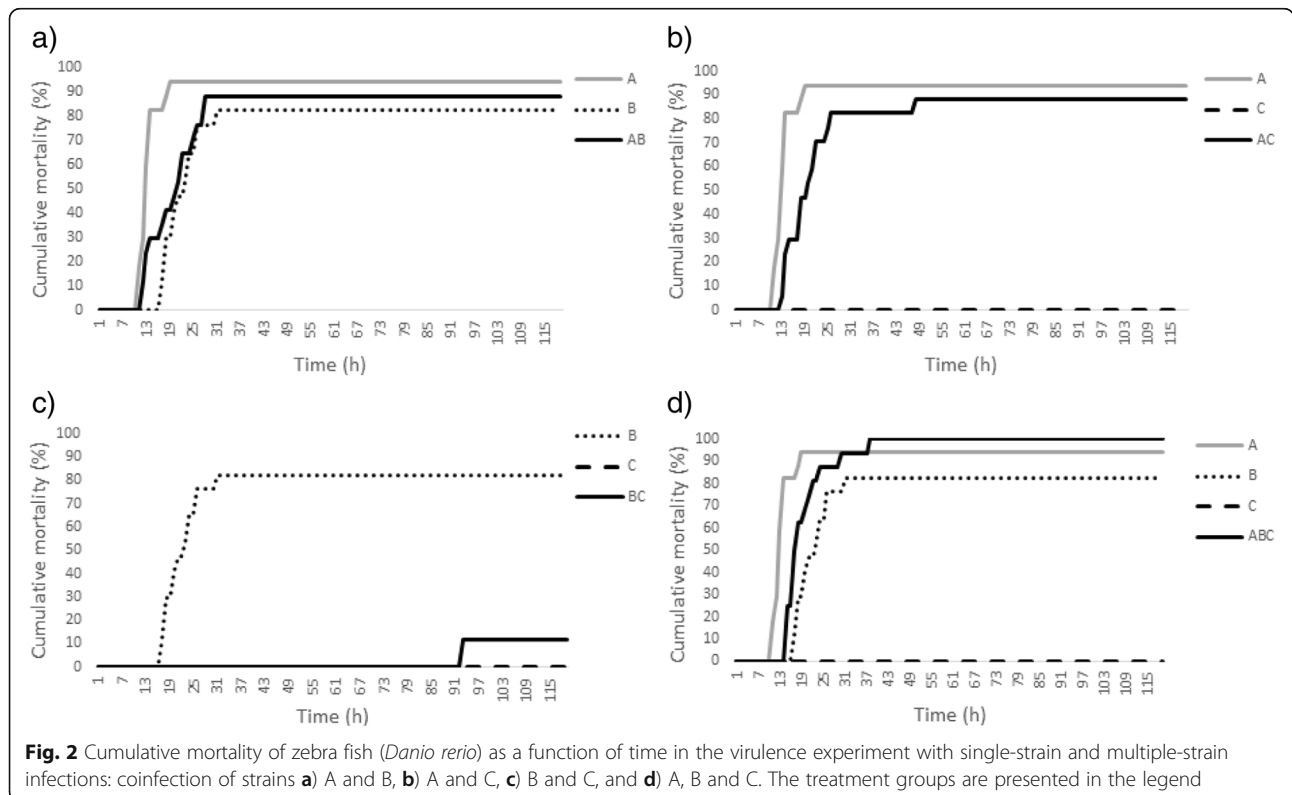 a)
100
90
80
70
60
50
40
30
20
10
0
Cumulative mortality (%)
1 7 13 19 25 31 37 43 49 55 61 67 73 79 85 91 97 103 109 115
Time (h)
A
B
AB
b)
100
90
80
70
60
50
40
30
20
10
0
Cumulative mortality (%)
1 7 13 19 25 31 37 43 49 55 61 67 73 79 85 91 97 103 109 115
Time (h)
A
C
AC
c)
100
90
80
70
60
50
40
30
20
10
0
Cumulative mortality (%)
1 7 13 19 25 31 37 43 49 55 61 67 73 79 85 91 97 103 109 115
Time (h)
B
C
BC
d)
100
90
80
70
60
50
40
30
20
10
0
Cumulative mortality (%)
1 7 13 19 25 31 37 43 49 55 61 67 73 79 85 91 97 103 109 115
Time (h)
A
B
C
ABC
Fig. 2 Cumulative mortality of zebra fish (Danio rerio) as a function of time in the virulence experiment with single-strain and multiple-strain
infections: coinfection of strains a) A and B, b) A and C, c) B and C, and d) A, B and C. The treatment groups are presented in the legend